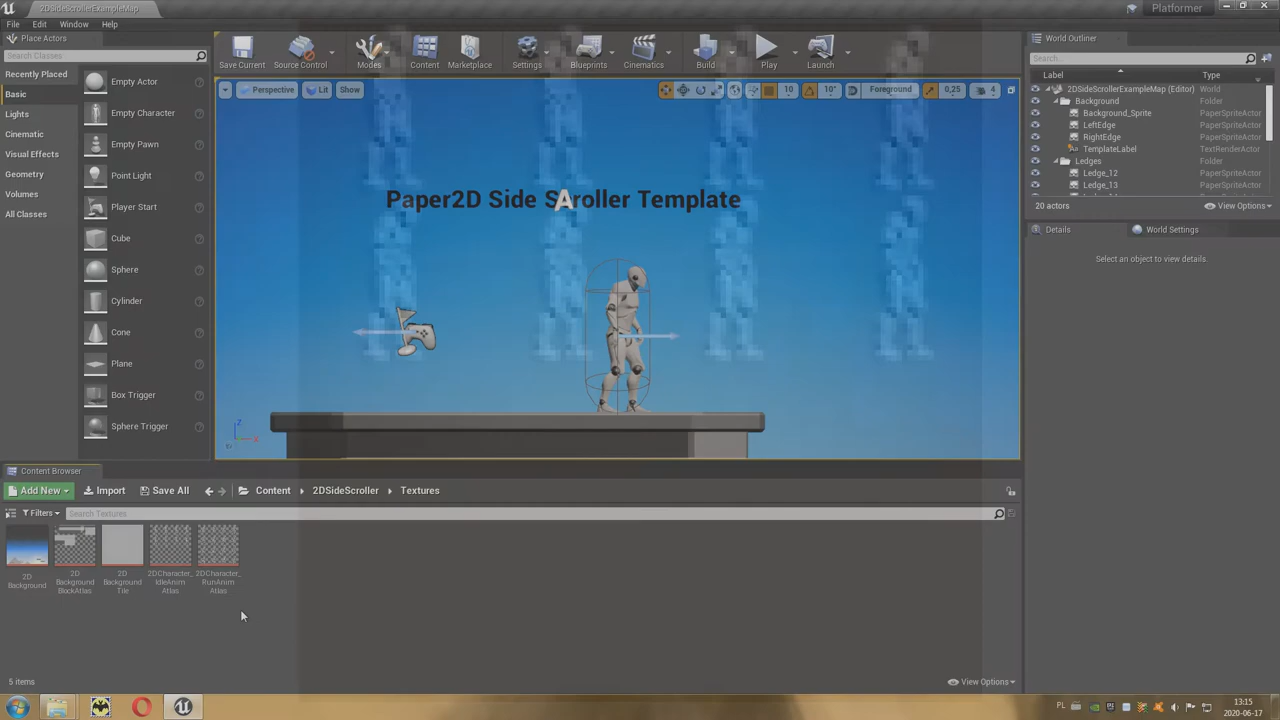 2DSideScrollerExampleMap
Platformer
File Edit Window Help
Place Actors
Search Classes
Recently Placed
Basic
Lights
Cinematic
Visual Effects
Geometry
Volumes
All Classes
Empty Actor
Empty Character
Empty Pawn
Point Light
Player Start
Cube
Sphere
Cylinder
Cone
Plane
Box Trigger
Sphere Trigger
Save Current
Source Control
Modes
Content
Marketplace
Settings
Blueprints
Cinematics
Build
Play
Launch
Perspective Lit Show
10 10° Foreground 0,25 4
Paper2D Side Scroller Template
A
Z
X
World Outliner
Search...
Label Type
2DSideScrollerExampleMap (Editor) World
Background Folder
Background_Sprite PaperSpriteActor
LeftEdge PaperSpriteActor
RightEdge PaperSpriteActor
TemplateLabel TextRenderActor
Ledges Folder
Ledge_12 PaperSpriteActor
Ledge_13 PaperSpriteActor
20 actors View Options
Details World Settings
Select an object to view details.
Content Browser
Add New Import Save All Content 2DSideScroller Textures
Filters Search Textures
2D
Background
2D
Background
BlockAtlas
2D
Background
Tile
2DCharacter_
IdleAnim
Atlas
2DCharacter_
RunAnim
Atlas
5 items View Options
PL
13:15
2020-06-17